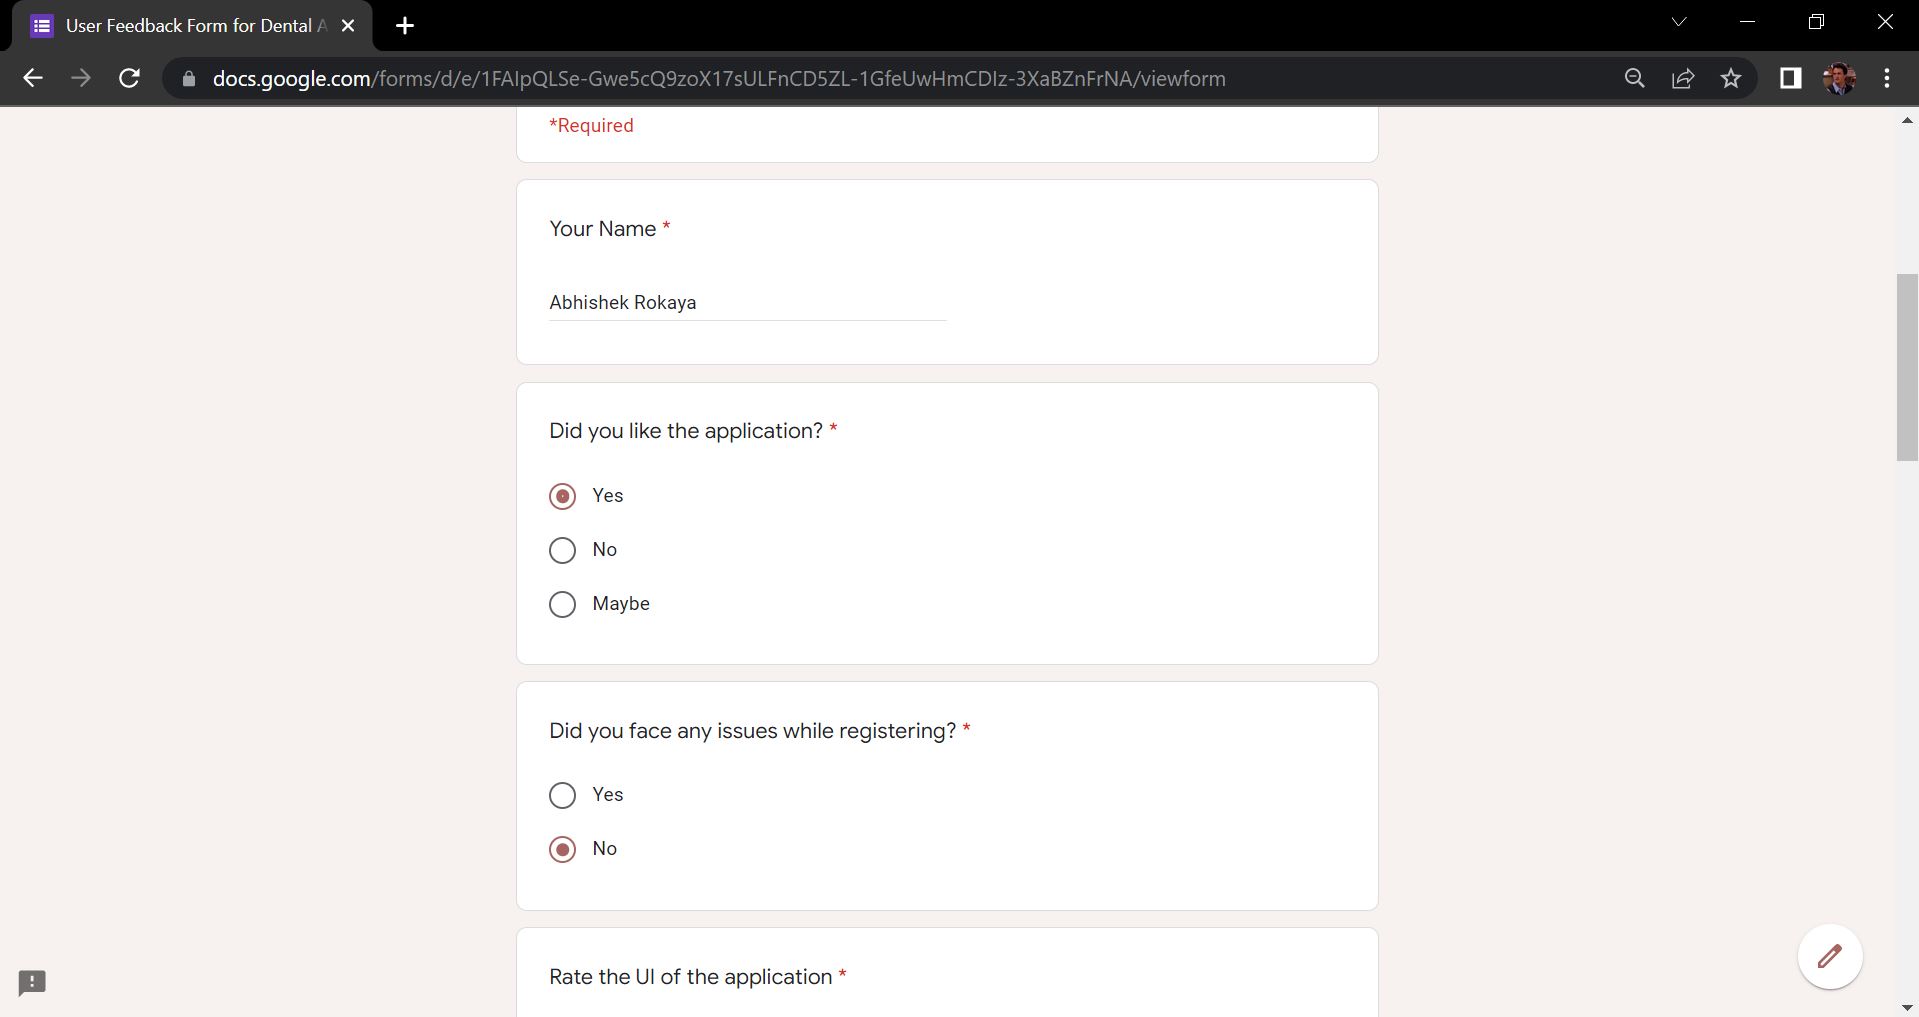 User Feedback Form for Dental A
docs.google.com/forms/d/e/1FAIpQLSe-Gwe5cQ9zoX17sULFnCD5ZL-1GfeUwHmCDIz-3XaBZnFrNA/viewform
*Required
Your Name *
Abhishek Rokaya
Did you like the application? *
Yes
No
Maybe
Did you face any issues while registering? *
Yes
No
Rate the UI of the application *